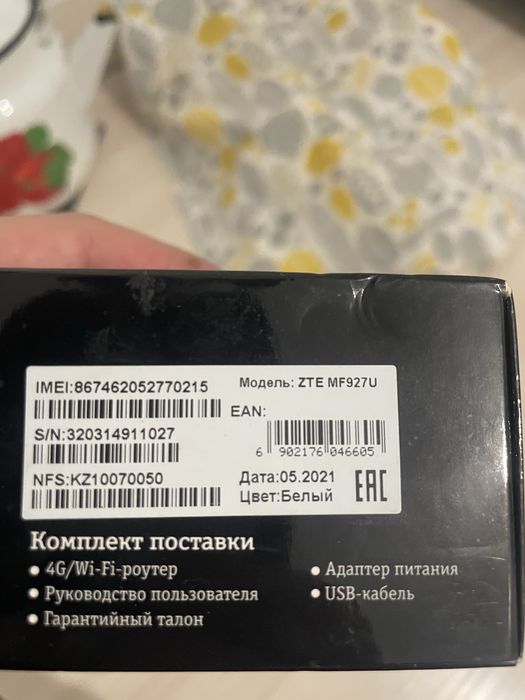 IMEI:867462052770215
Модель: ZTE MF927U
EAN:
6 902176 046605
S/N:320314911027
NFS:KZ10070050
Дата:05.2021
Цвет:Белый
EAC
Комплект поставки
• 4G/Wi-Fi-роутер
• Руководство пользователя
• Гарантийный талон
• Адаптер питания
• USB-кабель